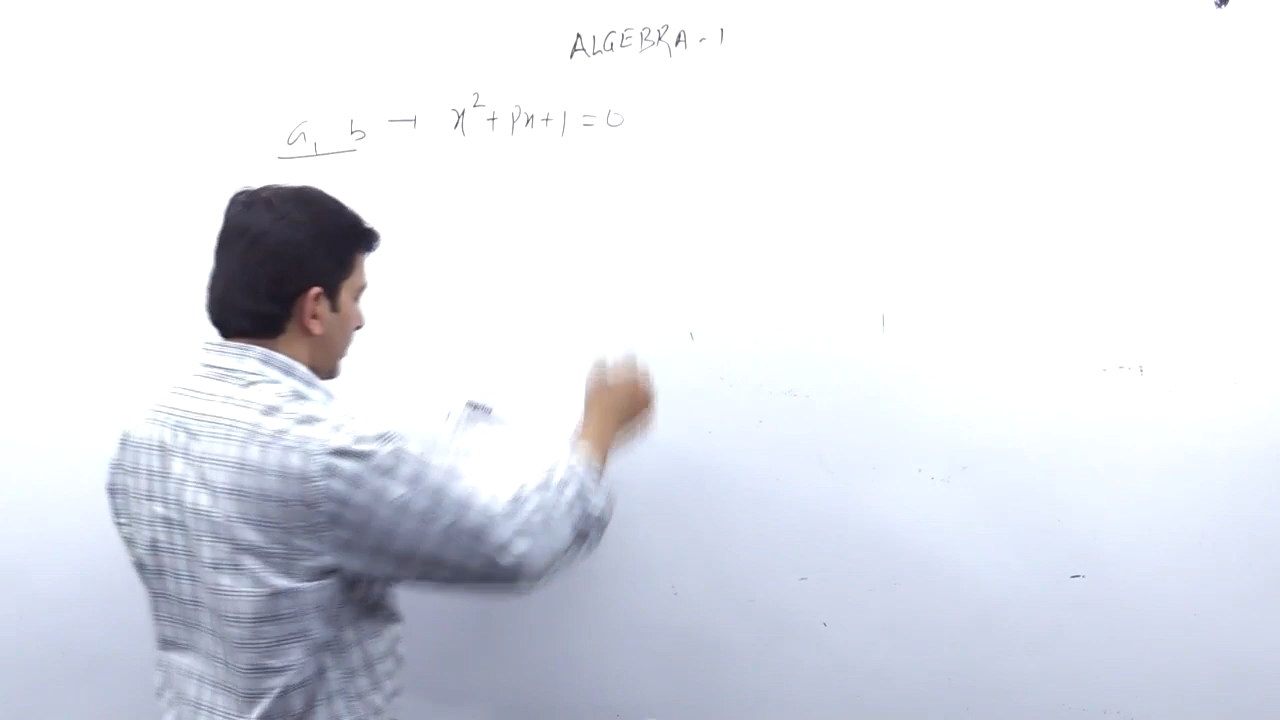 ALGEBRA-1
a, b → x²+px+1=0